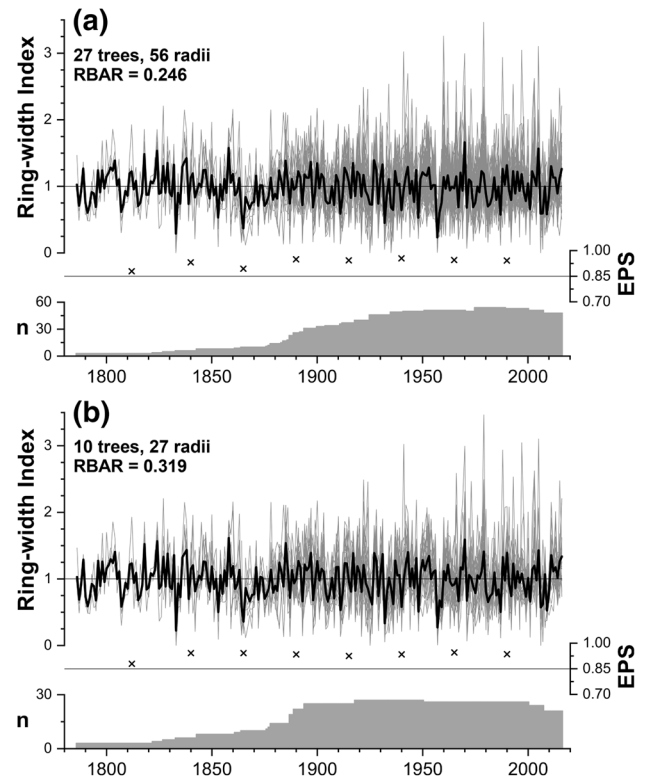 (a)
27 trees, 56 radii
RBAR = 0.246
Ring-width Index
3
2
1
0
1.00
0.85
0.70
EPS
n
60
30
0
1800 1850 1900 1950 2000
(b)
10 trees, 27 radii
RBAR = 0.319
Ring-width Index
3
2
1
0
1.00
0.85
0.70
EPS
n
30
0
1800 1850 1900 1950 2000